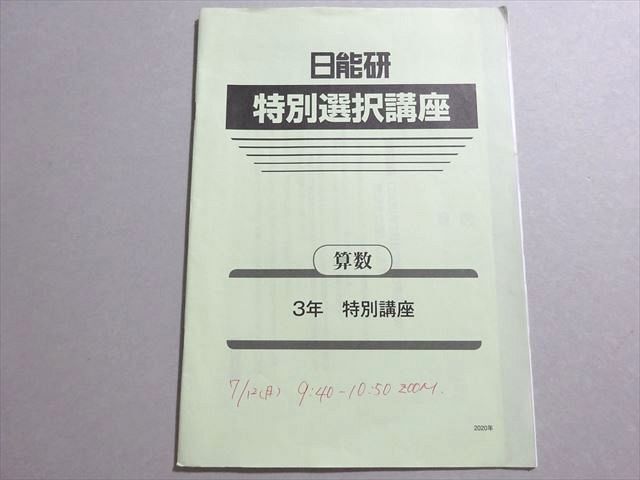 日能研
特別選択講座
算数
3年 特別講座
7/12(月) 9:40-10:50 ZOOM.
2020年